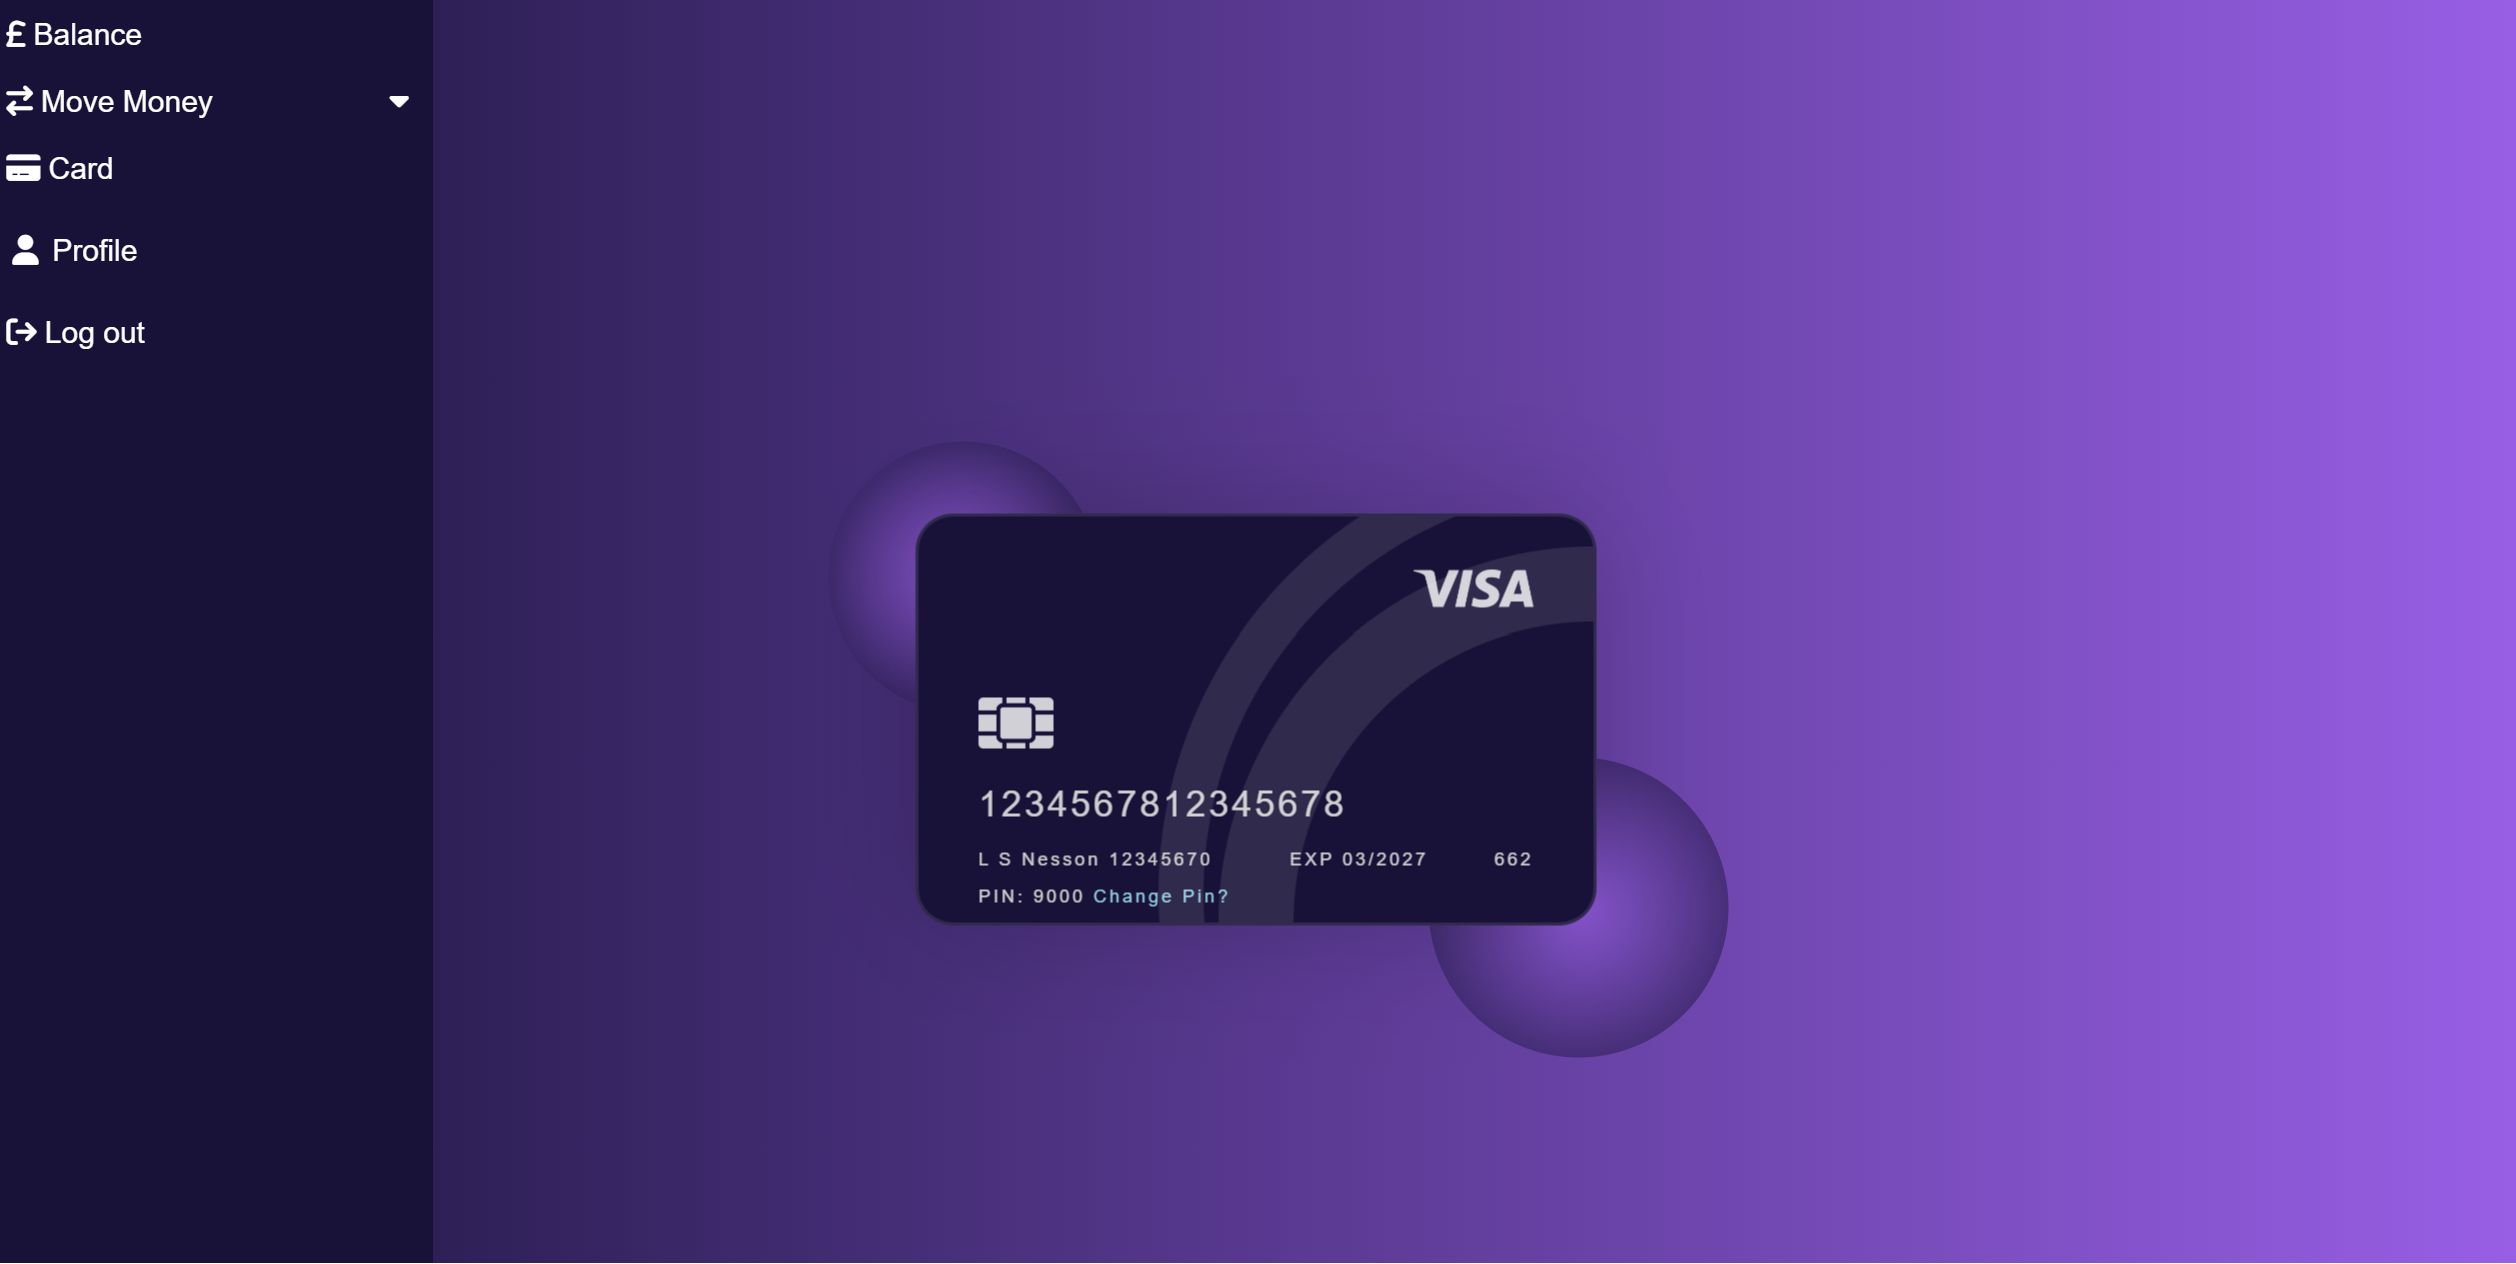 £ Balance
Move Money
Card
Profile
Log out
VISA
1234567812345678
L S Nesson 12345670 EXP 03/2027 662
PIN: 9000 Change Pin?